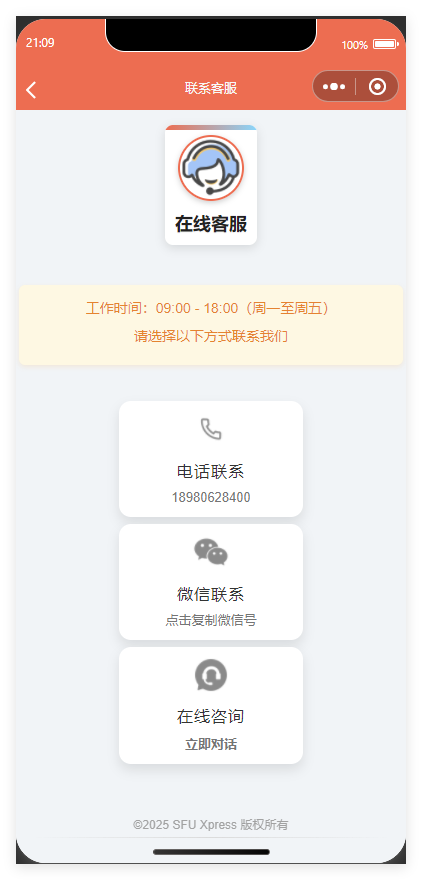 21:09
100%
联系客服
在线客服
工作时间：09:00 - 18:00（周一至周五）
请选择以下方式联系我们
电话联系
18980628400
微信联系
点击复制微信号
在线咨询
立即对话
©2025 SFU Xpress 版权所有